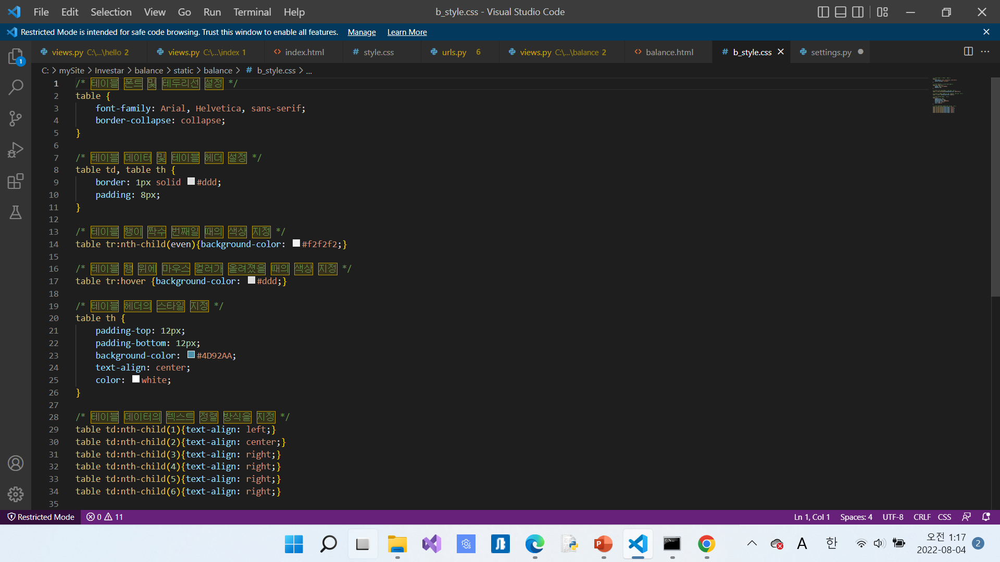 File Edit Selection View Go Run Terminal Help b_style.css - Visual Studio Code
Restricted Mode is intended for safe code browsing. Trust this window to enable all features. Manage Learn More
views.py C:\...\hello 2 views.py C:\...\index 1 index.html style.css urls.py 6 views.py C:\...\balance 2 balance.html # b_style.css settings.py
C: > mySite > Investar > balance > static > balance > # b_style.css > ...
1 /* 테이블 폰트 및 테두리선 설정 */
2 table {
3 font-family: Arial, Helvetica, sans-serif;
4 border-collapse: collapse;
5 }
6
7 /* 테이블 데이터 및 테이블 헤더 설정 */
8 table td, table th {
9 border: 1px solid #ddd;
10 padding: 8px;
11 }
12
13 /* 테이블 행이 짝수 번째일 때의 색상 지정 */
14 table tr:nth-child(even){background-color: #f2f2f2;}
15
16 /* 테이블 행 위에 마우스 컬러가 올려졌을 때의 색상 지정 */
17 table tr:hover {background-color: #ddd;}
18
19 /* 테이블 헤더의 스타일 지정 */
20 table th {
21 padding-top: 12px;
22 padding-bottom: 12px;
23 background-color: #4D92AA;
24 text-align: center;
25 color: white;
26 }
27
28 /* 테이블 데이터의 텍스트 정렬 방식을 지정 */
29 table td:nth-child(1){text-align: left;}
30 table td:nth-child(2){text-align: center;}
31 table td:nth-child(3){text-align: right;}
32 table td:nth-child(4){text-align: right;}
33 table td:nth-child(5){text-align: right;}
34 table td:nth-child(6){text-align: right;}
35
Restricted Mode 0 11 Ln 1, Col 1 Spaces: 4 UTF-8 CRLF CSS
A 한 오전 1:17
2022-08-04 2